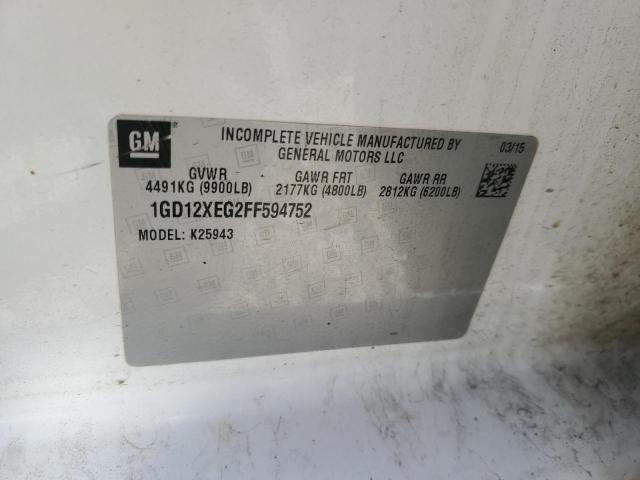 GM
INCOMPLETE VEHICLE MANUFACTURED BY
GENERAL MOTORS LLC
03/15
GVWR GAWR FRT GAWR RR
4491KG (9900LB) 2177KG (4800LB) 2812KG (6200LB)
1GD12XEG2FF594752
MODEL: K25943